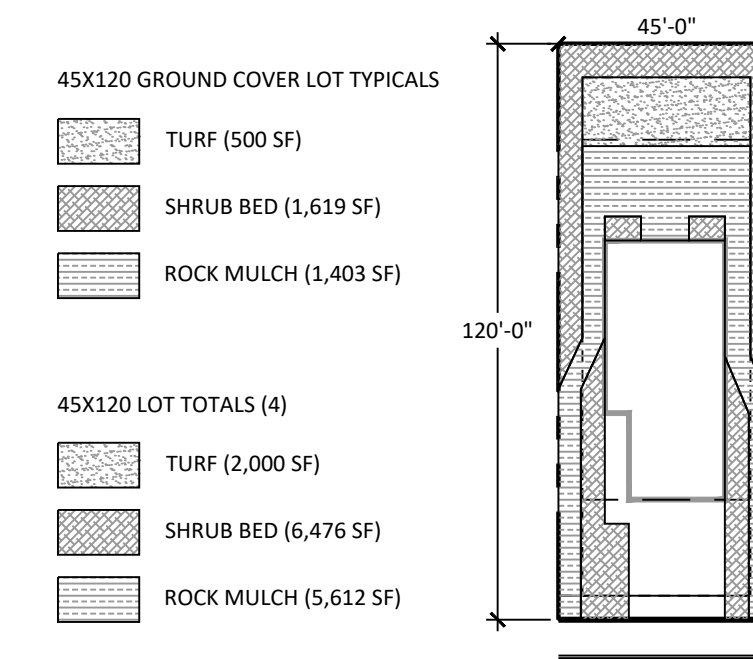 45'-0"
45X120 GROUND COVER LOT TYPICALS
TURF (500 SF)
SHRUB BED (1,619 SF)
ROCK MULCH (1,403 SF)
120'-0"
45X120 LOT TOTALS (4)
TURF (2,000 SF)
SHRUB BED (6,476 SF)
ROCK MULCH (5,612 SF)